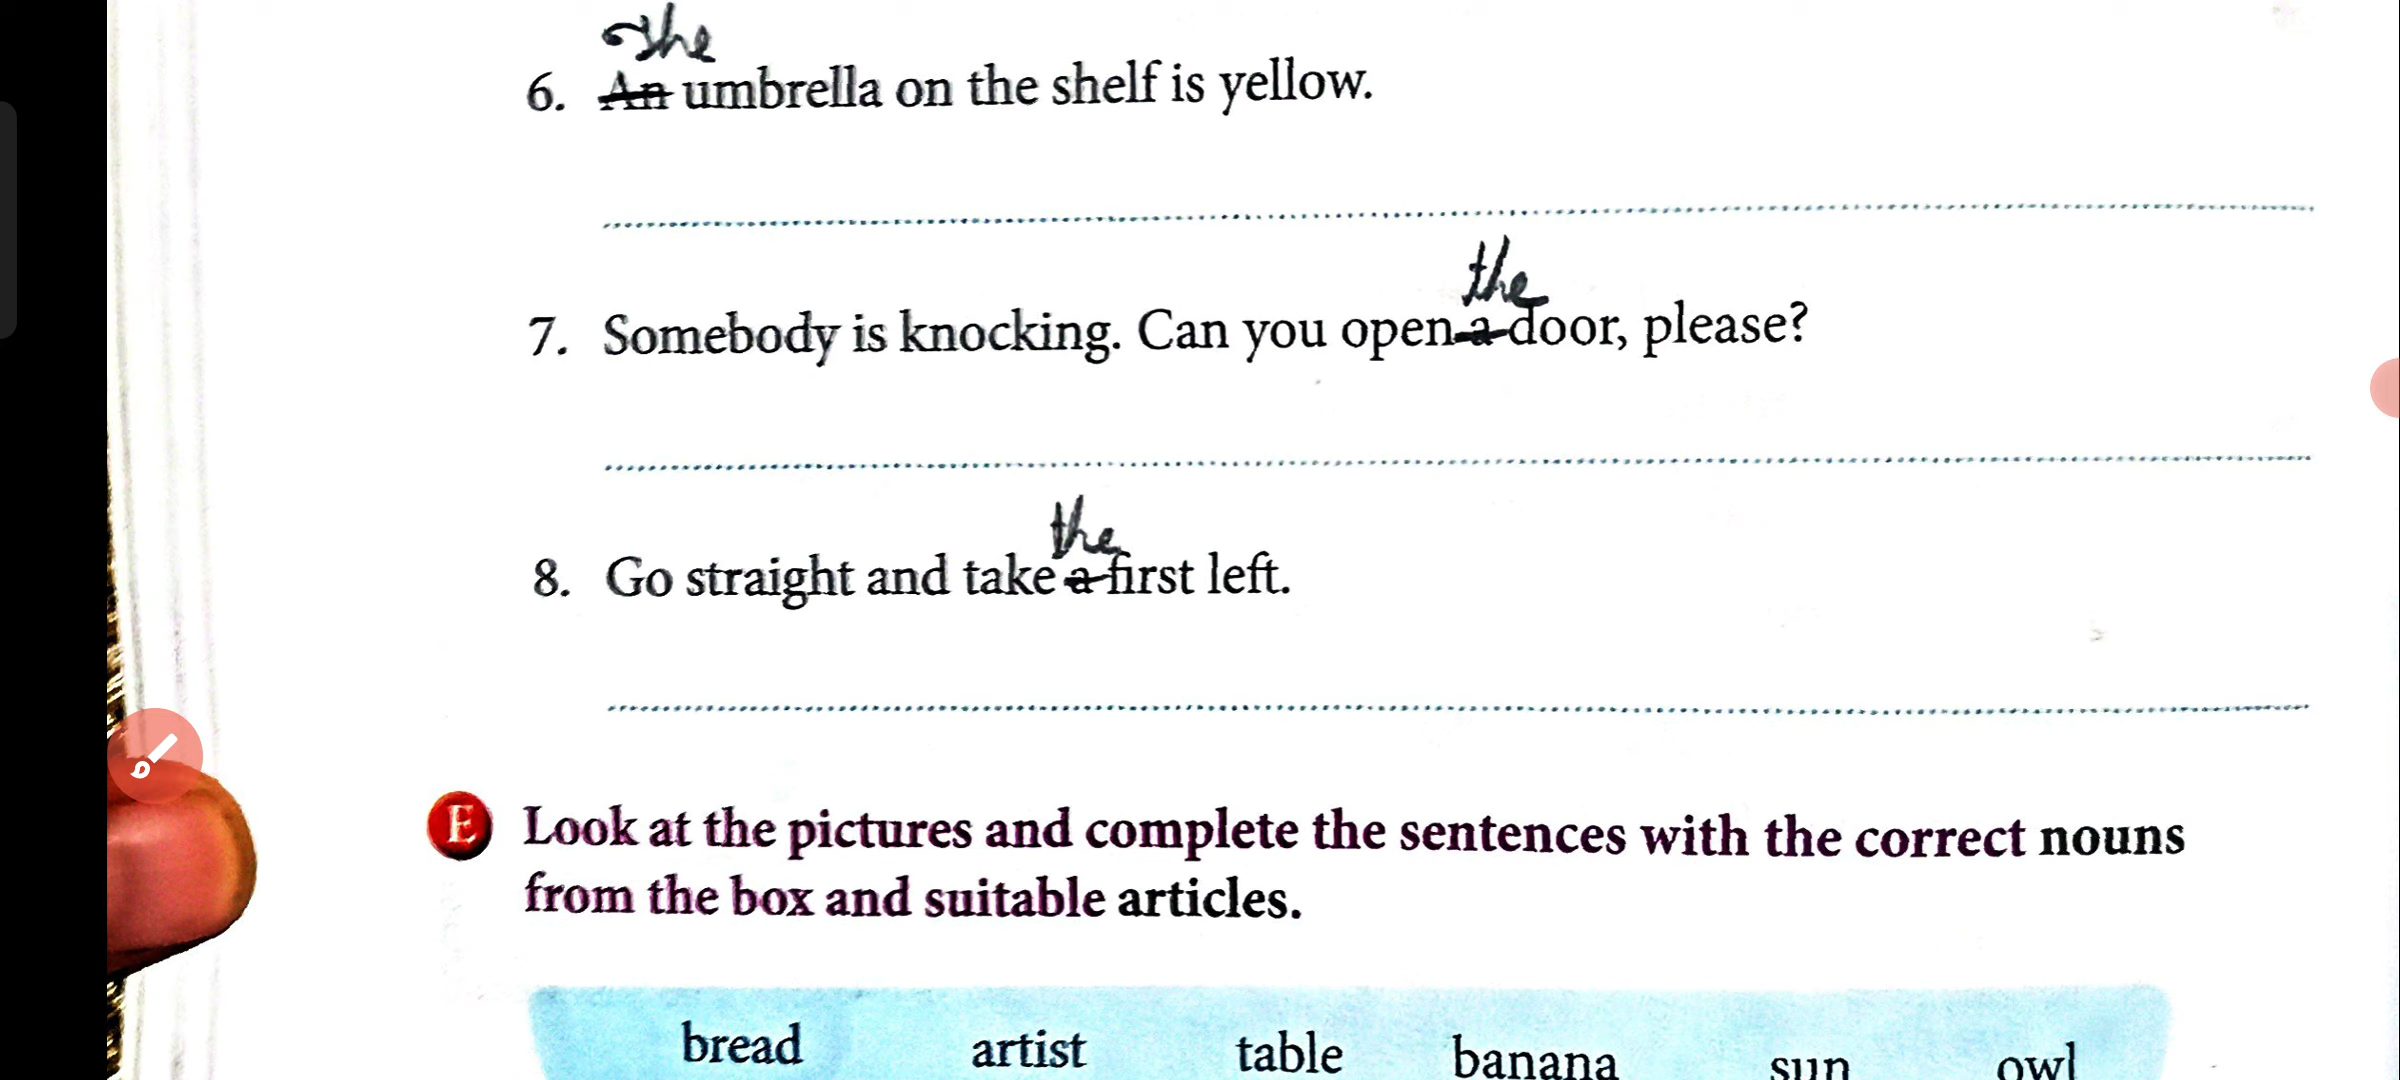 The
6. An umbrella on the shelf is yellow.
the
7. Somebody is knocking. Can you open a door, please?
the
8. Go straight and take a first left.
E Look at the pictures and complete the sentences with the correct nouns
from the box and suitable articles.
bread artist table banana sun owl